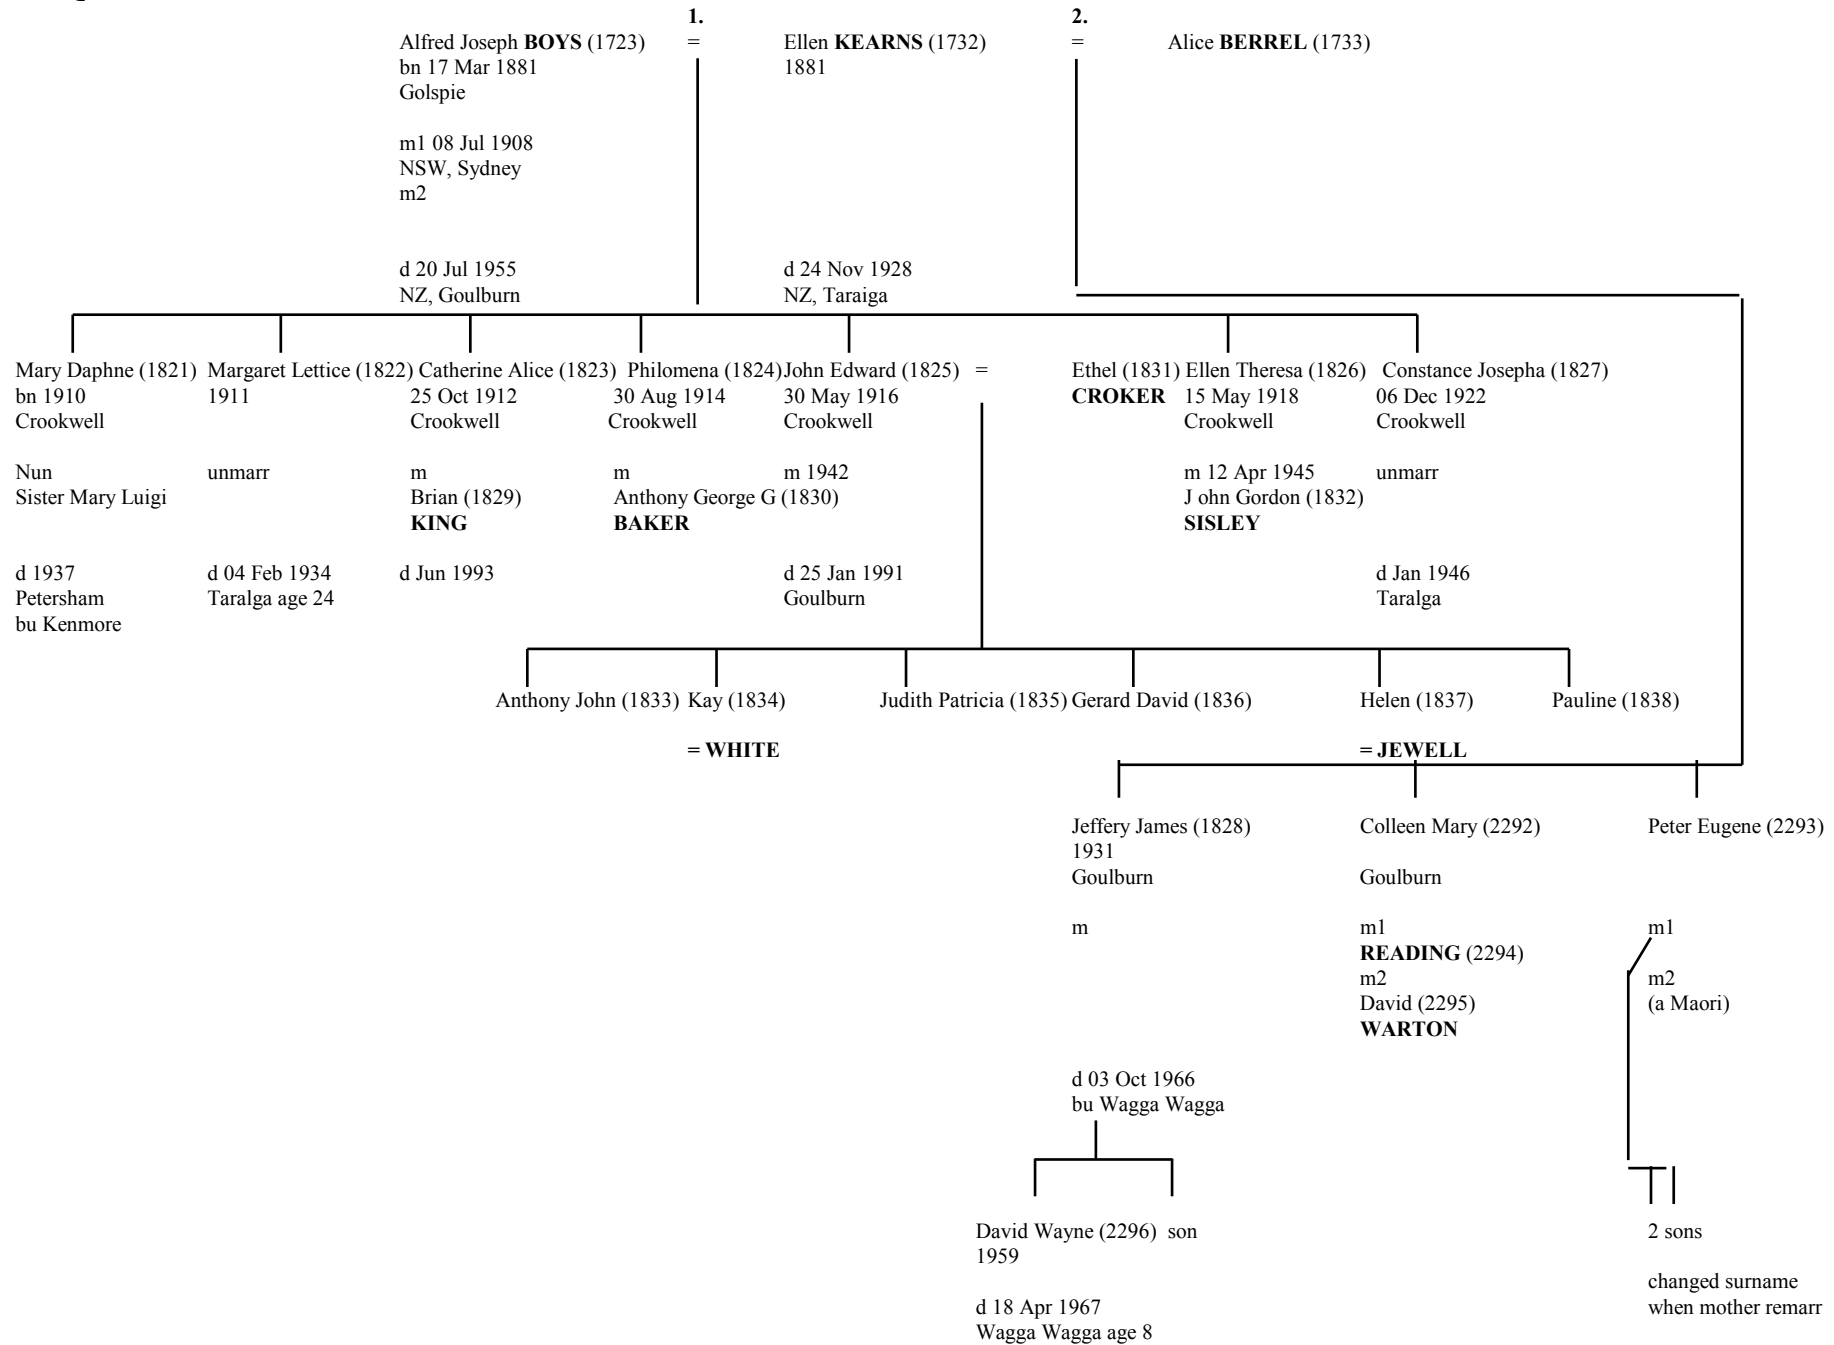 1. 2.
Alfred Joseph BOYS (1723) = Ellen KEARNS (1732) = Alice BERREL (1733)
bn 17 Mar 1881 1881
Golspie
m1 08 Jul 1908
NSW, Sydney
m2
d 20 Jul 1955 d 24 Nov 1928
NZ, Goulburn NZ, Taraiga
Mary Daphne (1821) Margaret Lettice (1822) Catherine Alice (1823) Philomena (1824) John Edward (1825) = Ethel (1831) Ellen Theresa (1826) Constance Josepha (1827)
bn 1910 1911 25 Oct 1912 30 Aug 1914 30 May 1916 CROKER 15 May 1918 06 Dec 1922
Crookwell Crookwell Crookwell Crookwell Crookwell Crookwell
Nun unmarr m m m 1942 m 12 Apr 1945 unmarr
Sister Mary Luigi Brian (1829) Anthony George G (1830) J ohn Gordon (1832)
KING BAKER SISLEY
d 1937 d 04 Feb 1934 d Jun 1993 d 25 Jan 1991 d Jan 1946
Petersham Taralga age 24 Goulburn Taralga
bu Kenmore
Anthony John (1833) Kay (1834) Judith Patricia (1835) Gerard David (1836) Helen (1837) Pauline (1838)
= WHITE = JEWELL
Jeffery James (1828) Colleen Mary (2292) Peter Eugene (2293)
1931
Goulburn Goulburn
m m1 m1
READING (2294)
m2 m2
David (2295) (a Maori)
WARTON
d 03 Oct 1966
bu Wagga Wagga
David Wayne (2296) son 2 sons
1959
changed surname
d 18 Apr 1967 when mother remarr
Wagga Wagga age 8